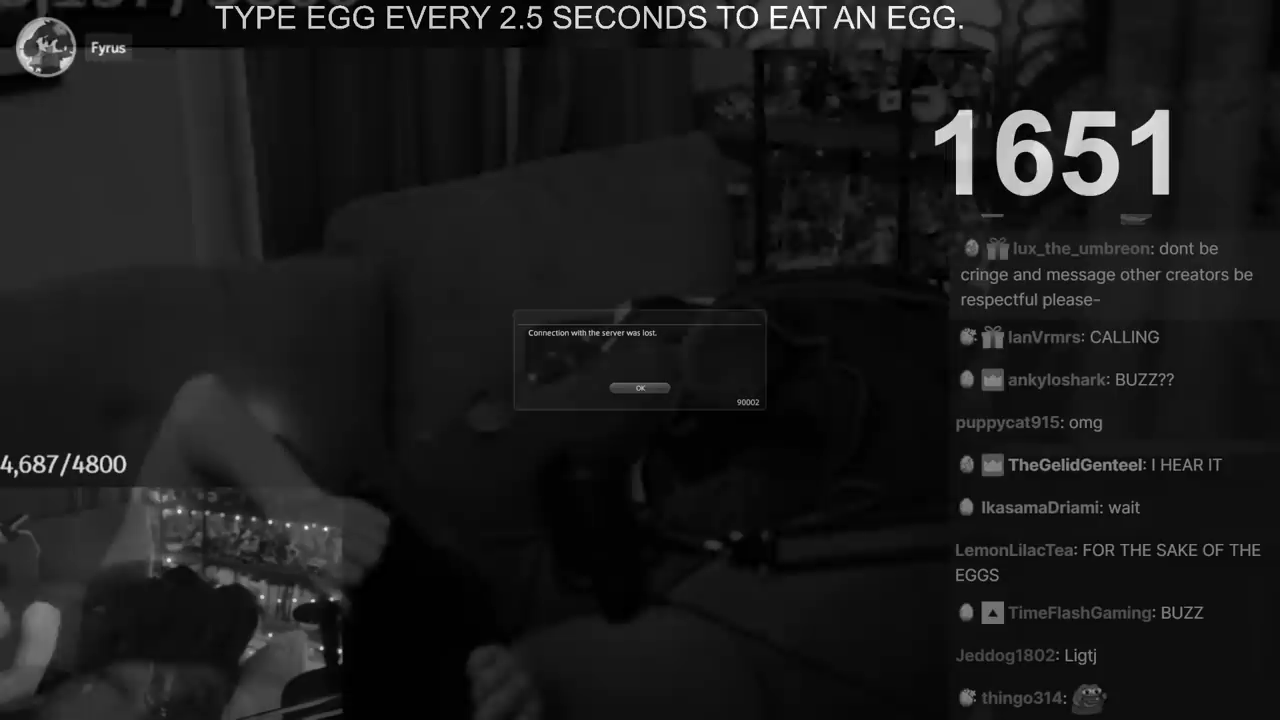 TYPE EGG EVERY 2.5 SECONDS TO EAT AN EGG.
Fyrus
1651
lux_the_umbreon: dont be
cringe and message other creators be
respectful please-
IanVrmrs: CALLING
Connection with the server was lost.
ankyloshark: BUZZ??
OK
90002
puppycat915: omg
4,687/4800
TheGelidGenteel: I HEAR IT
IkasamaDriami: wait
LemonLilacTea: FOR THE SAKE OF THE
EGGS
TimeFlashGaming: BUZZ
Jeddog1802: Ligtj
thingo314: